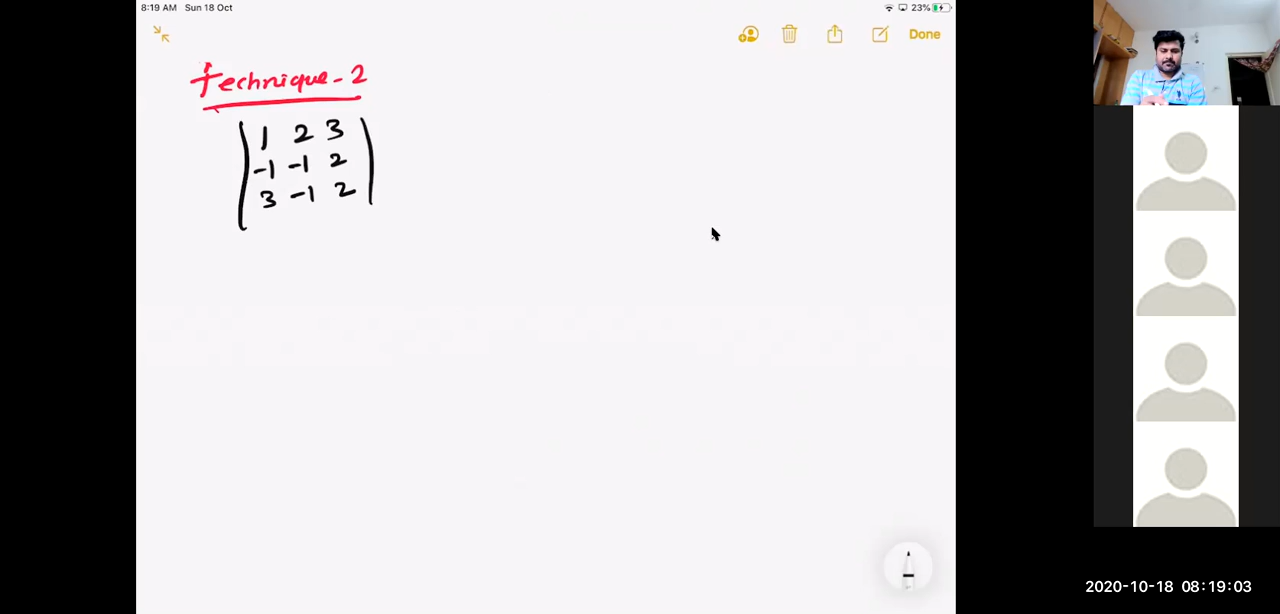 8:19 AM Sun 18 Oct
23%
Done
Technique-2
1 2 3
-1 -1 2
3 -1 2
2020-10-18 08:19:03